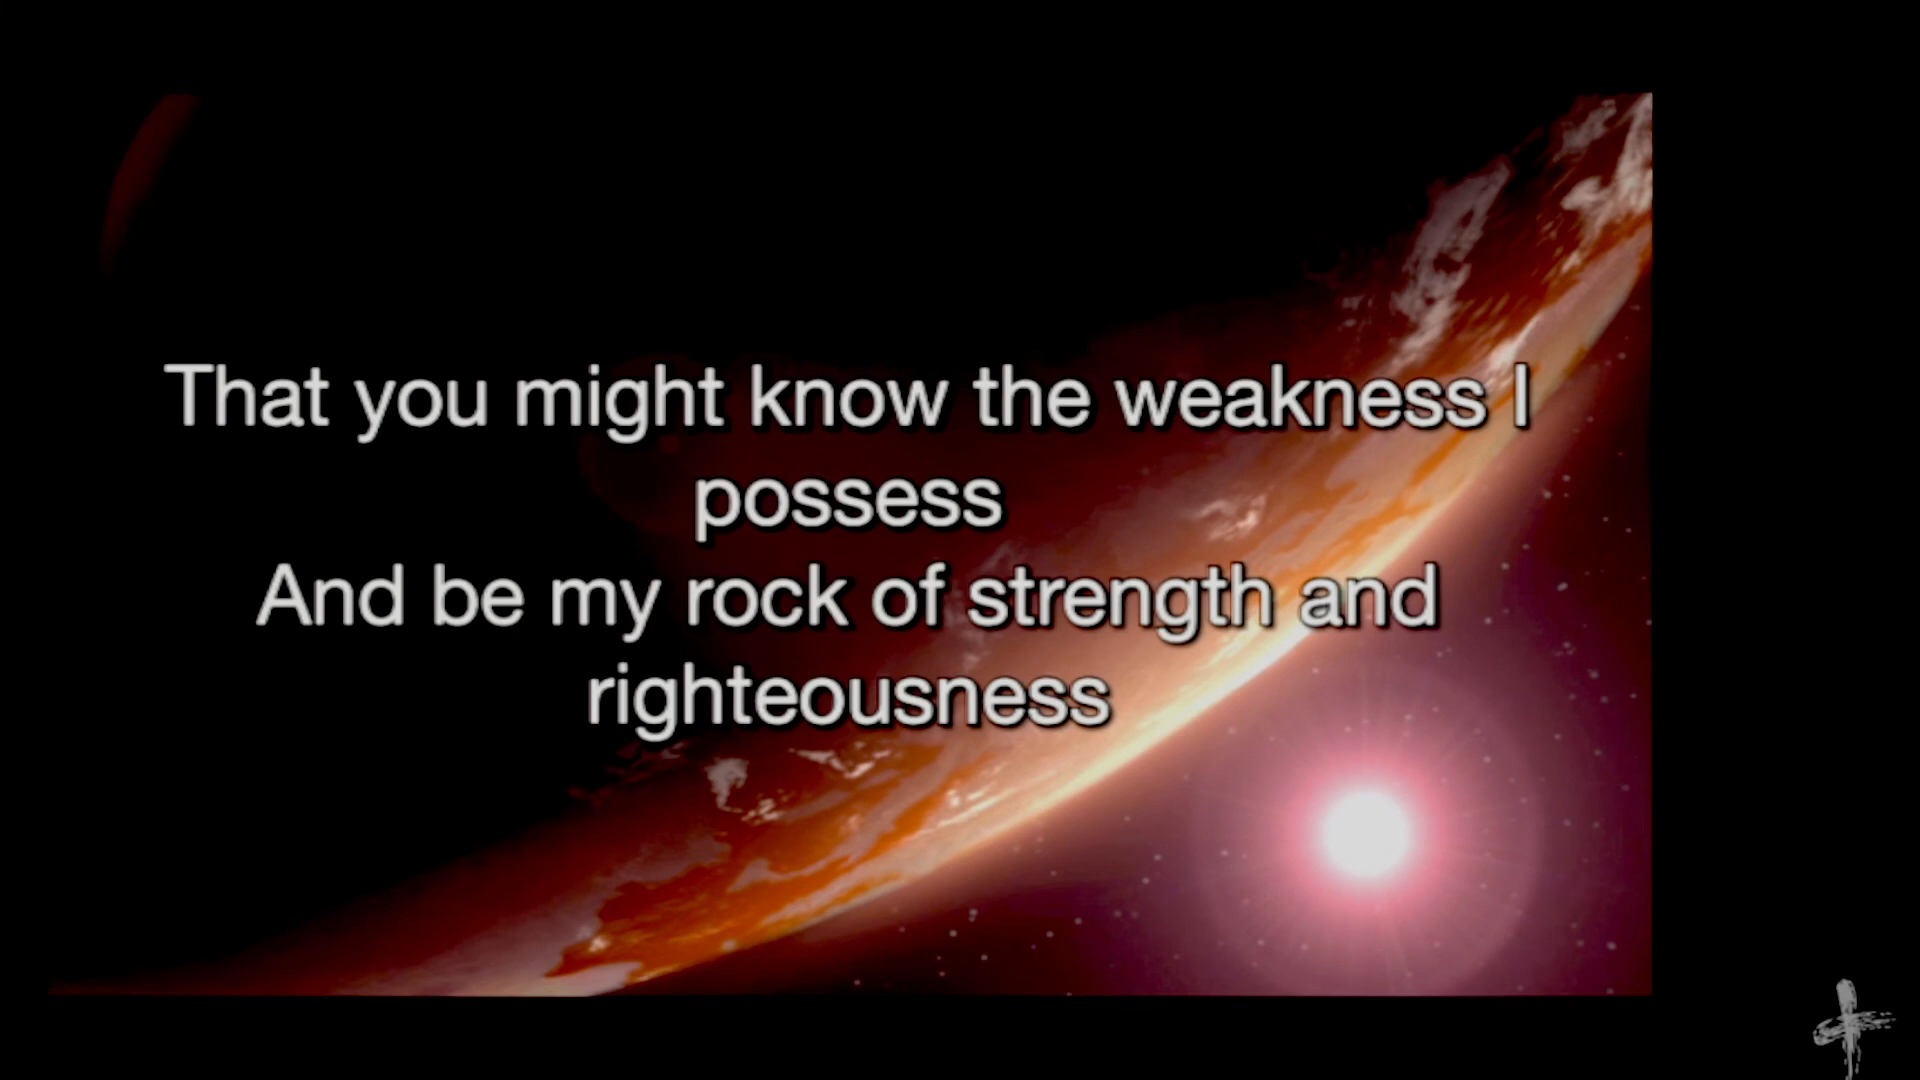 That you might know the weakness I
possess
And be my rock of strength and
righteousness